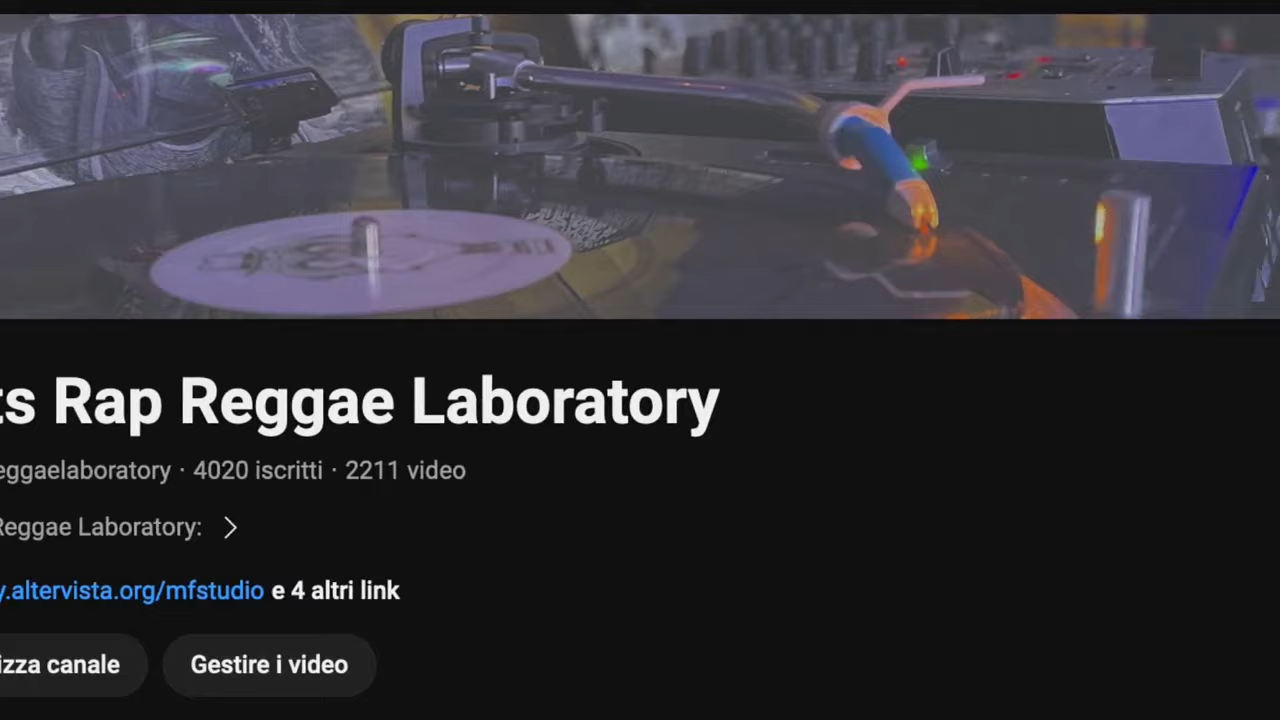 ts Rap Reggae Laboratory
eggaelaboratory · 4020 iscritti · 2211 video
Reggae Laboratory:
y.altervista.org/mfstudio e 4 altri link
izza canale
Gestire i video